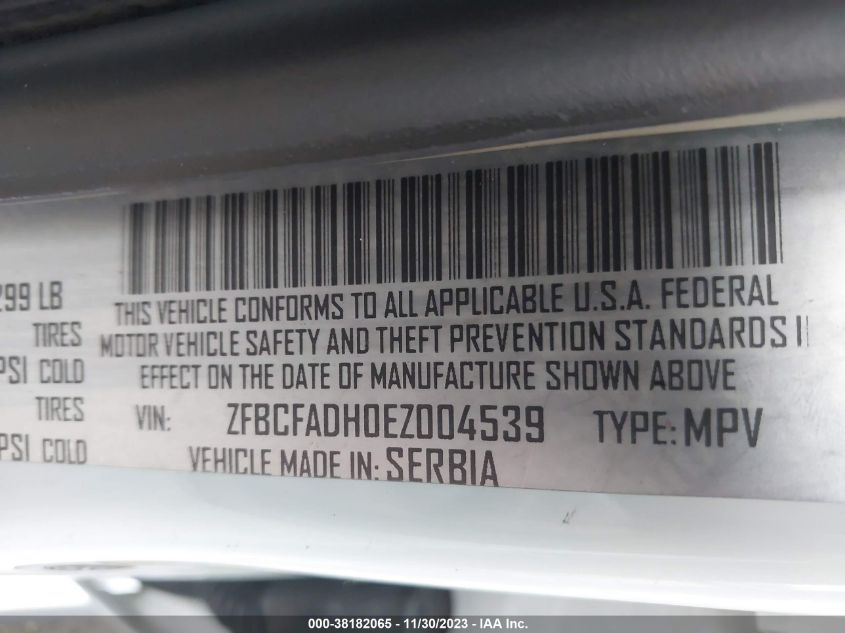 299 LB
TIRES
PSI COLD
TIRES
PSI COLD
THIS VEHICLE CONFORMS TO ALL APPLICABLE U.S.A. FEDERAL
MOTOR VEHICLE SAFETY AND THEFT PREVENTION STANDARDS I
EFFECT ON THE DATE OF MANUFACTURE SHOWN ABOVE
VIN: ZFBCFADH0EZ004539 TYPE: MPV
VEHICLE MADE IN: SERBIA
000-38182065 - 11/30/2023 - IAA Inc.